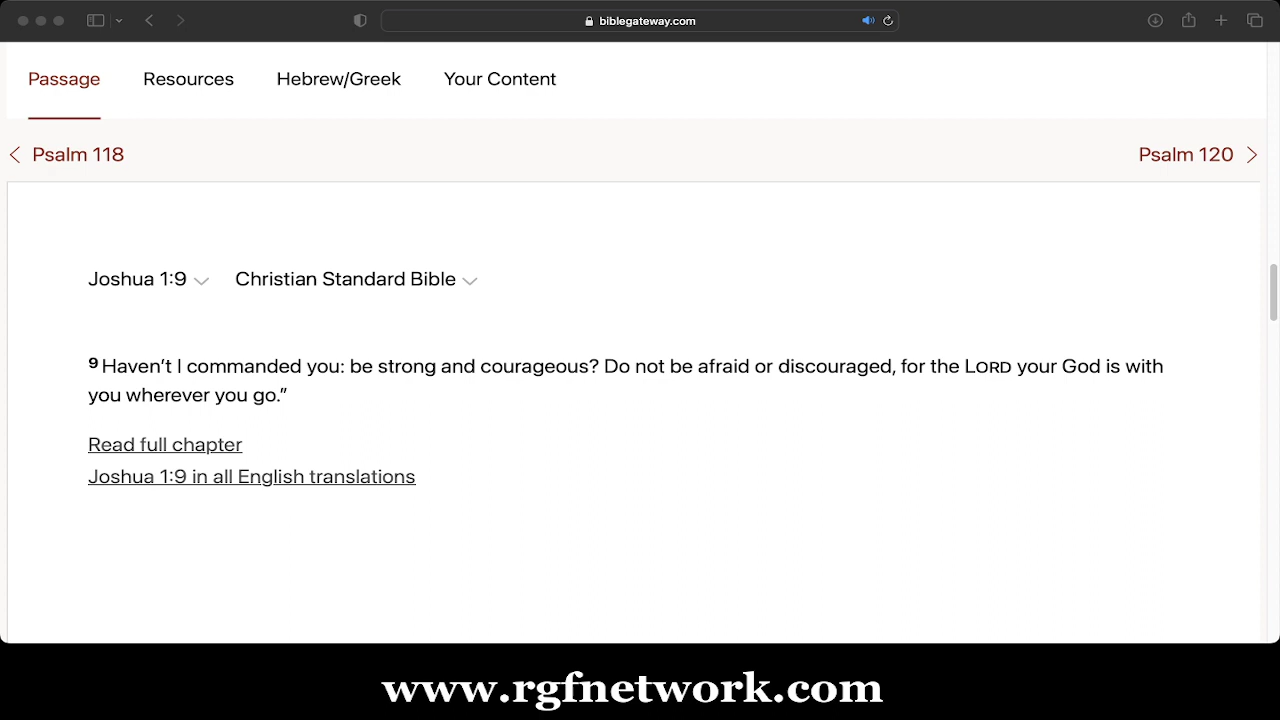 biblegateway.com
Passage Resources Hebrew/Greek Your Content
Psalm 118 Psalm 120
Joshua 1:9 Christian Standard Bible
9 Haven’t I commanded you: be strong and courageous? Do not be afraid or discouraged, for the LORD your God is with
you wherever you go.”
Read full chapter
Joshua 1:9 in all English translations
www.rgfnetwork.com